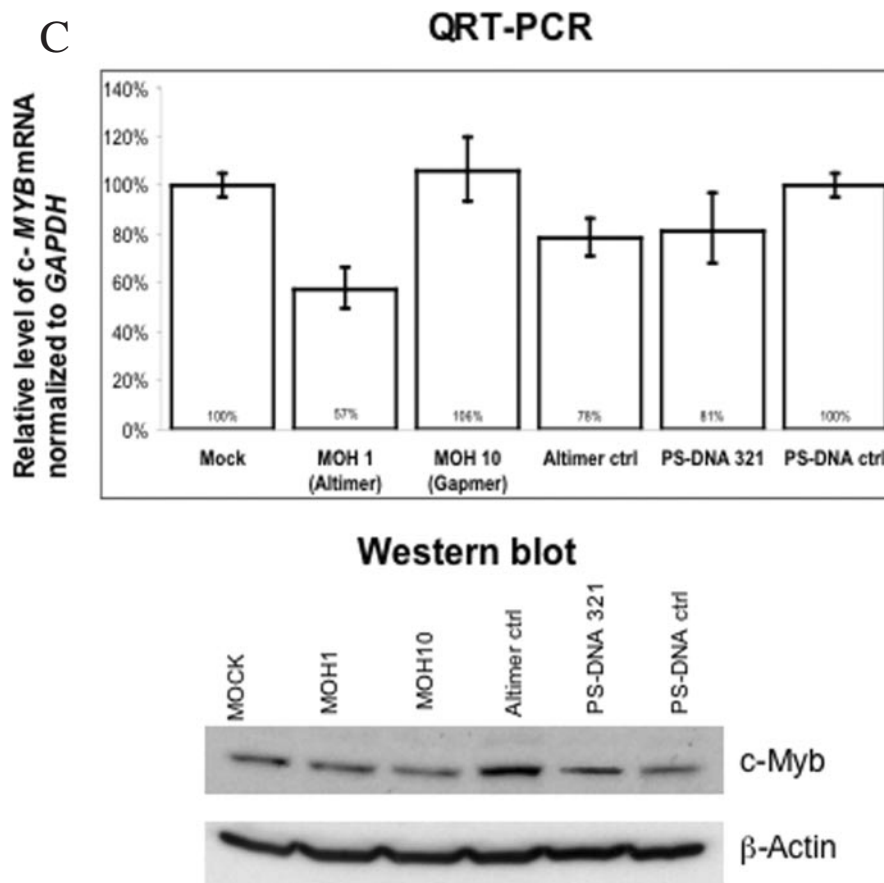 C
QRT-PCR
Relative level of c-MYB mRNA
normalized to GAPDH
140%
120%
100%
80%
60%
40%
20%
0%
100% 57% 106% 78% 81% 100%
Mock MOH 1 MOH 10 Altimer ctrl PS-DNA 321 PS-DNA ctrl
(Altimer) (Gapmer)
Western blot
MOCK MOH1 MOH10 Altimer ctrl PS-DNA 321 PS-DNA ctrl
c-Myb
β-Actin